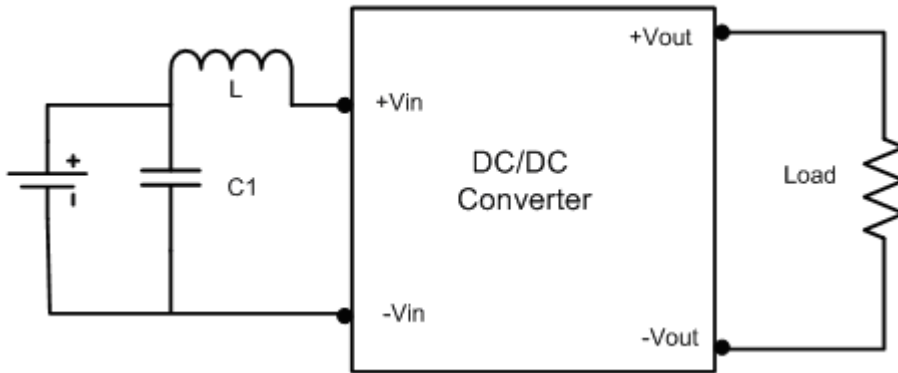 +Vout
L
+Vin
+
DC/DC
Converter
Load
C1
-
-Vin
-Vout